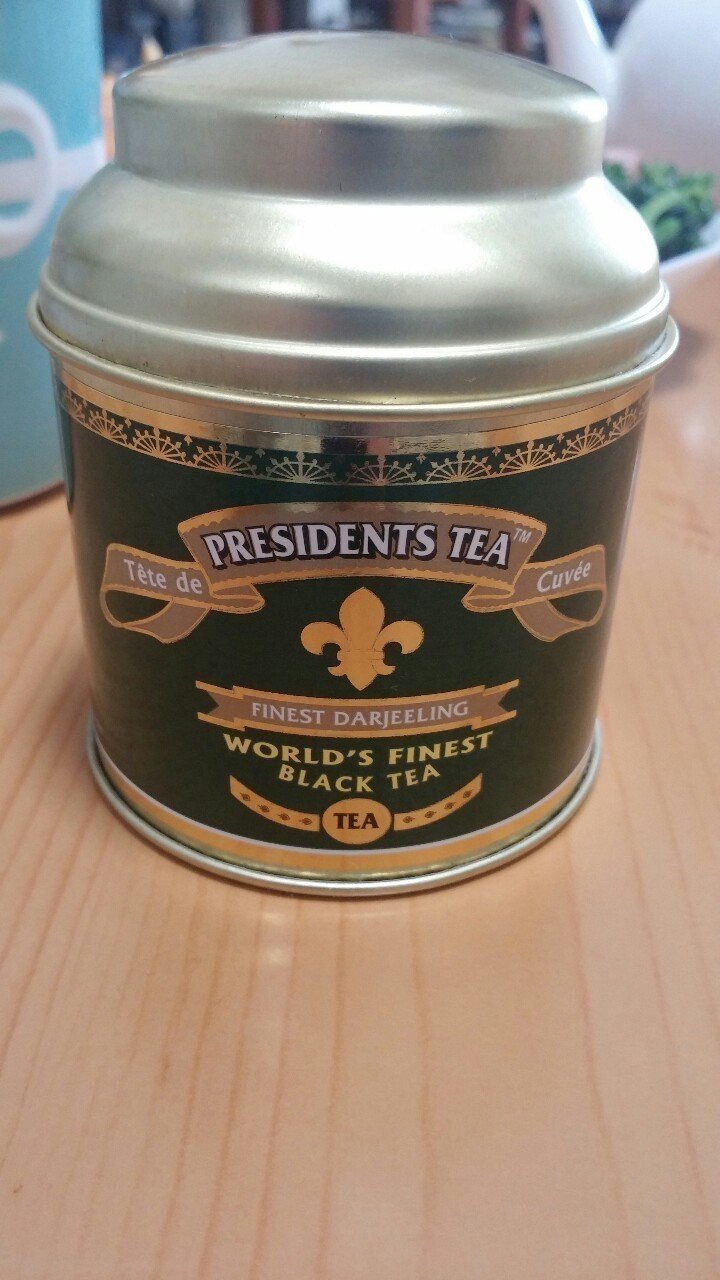 PRESIDENTS TEA™
Tête de Cuvée
FINEST DARJEELING
WORLD'S FINEST
BLACK TEA
TEA